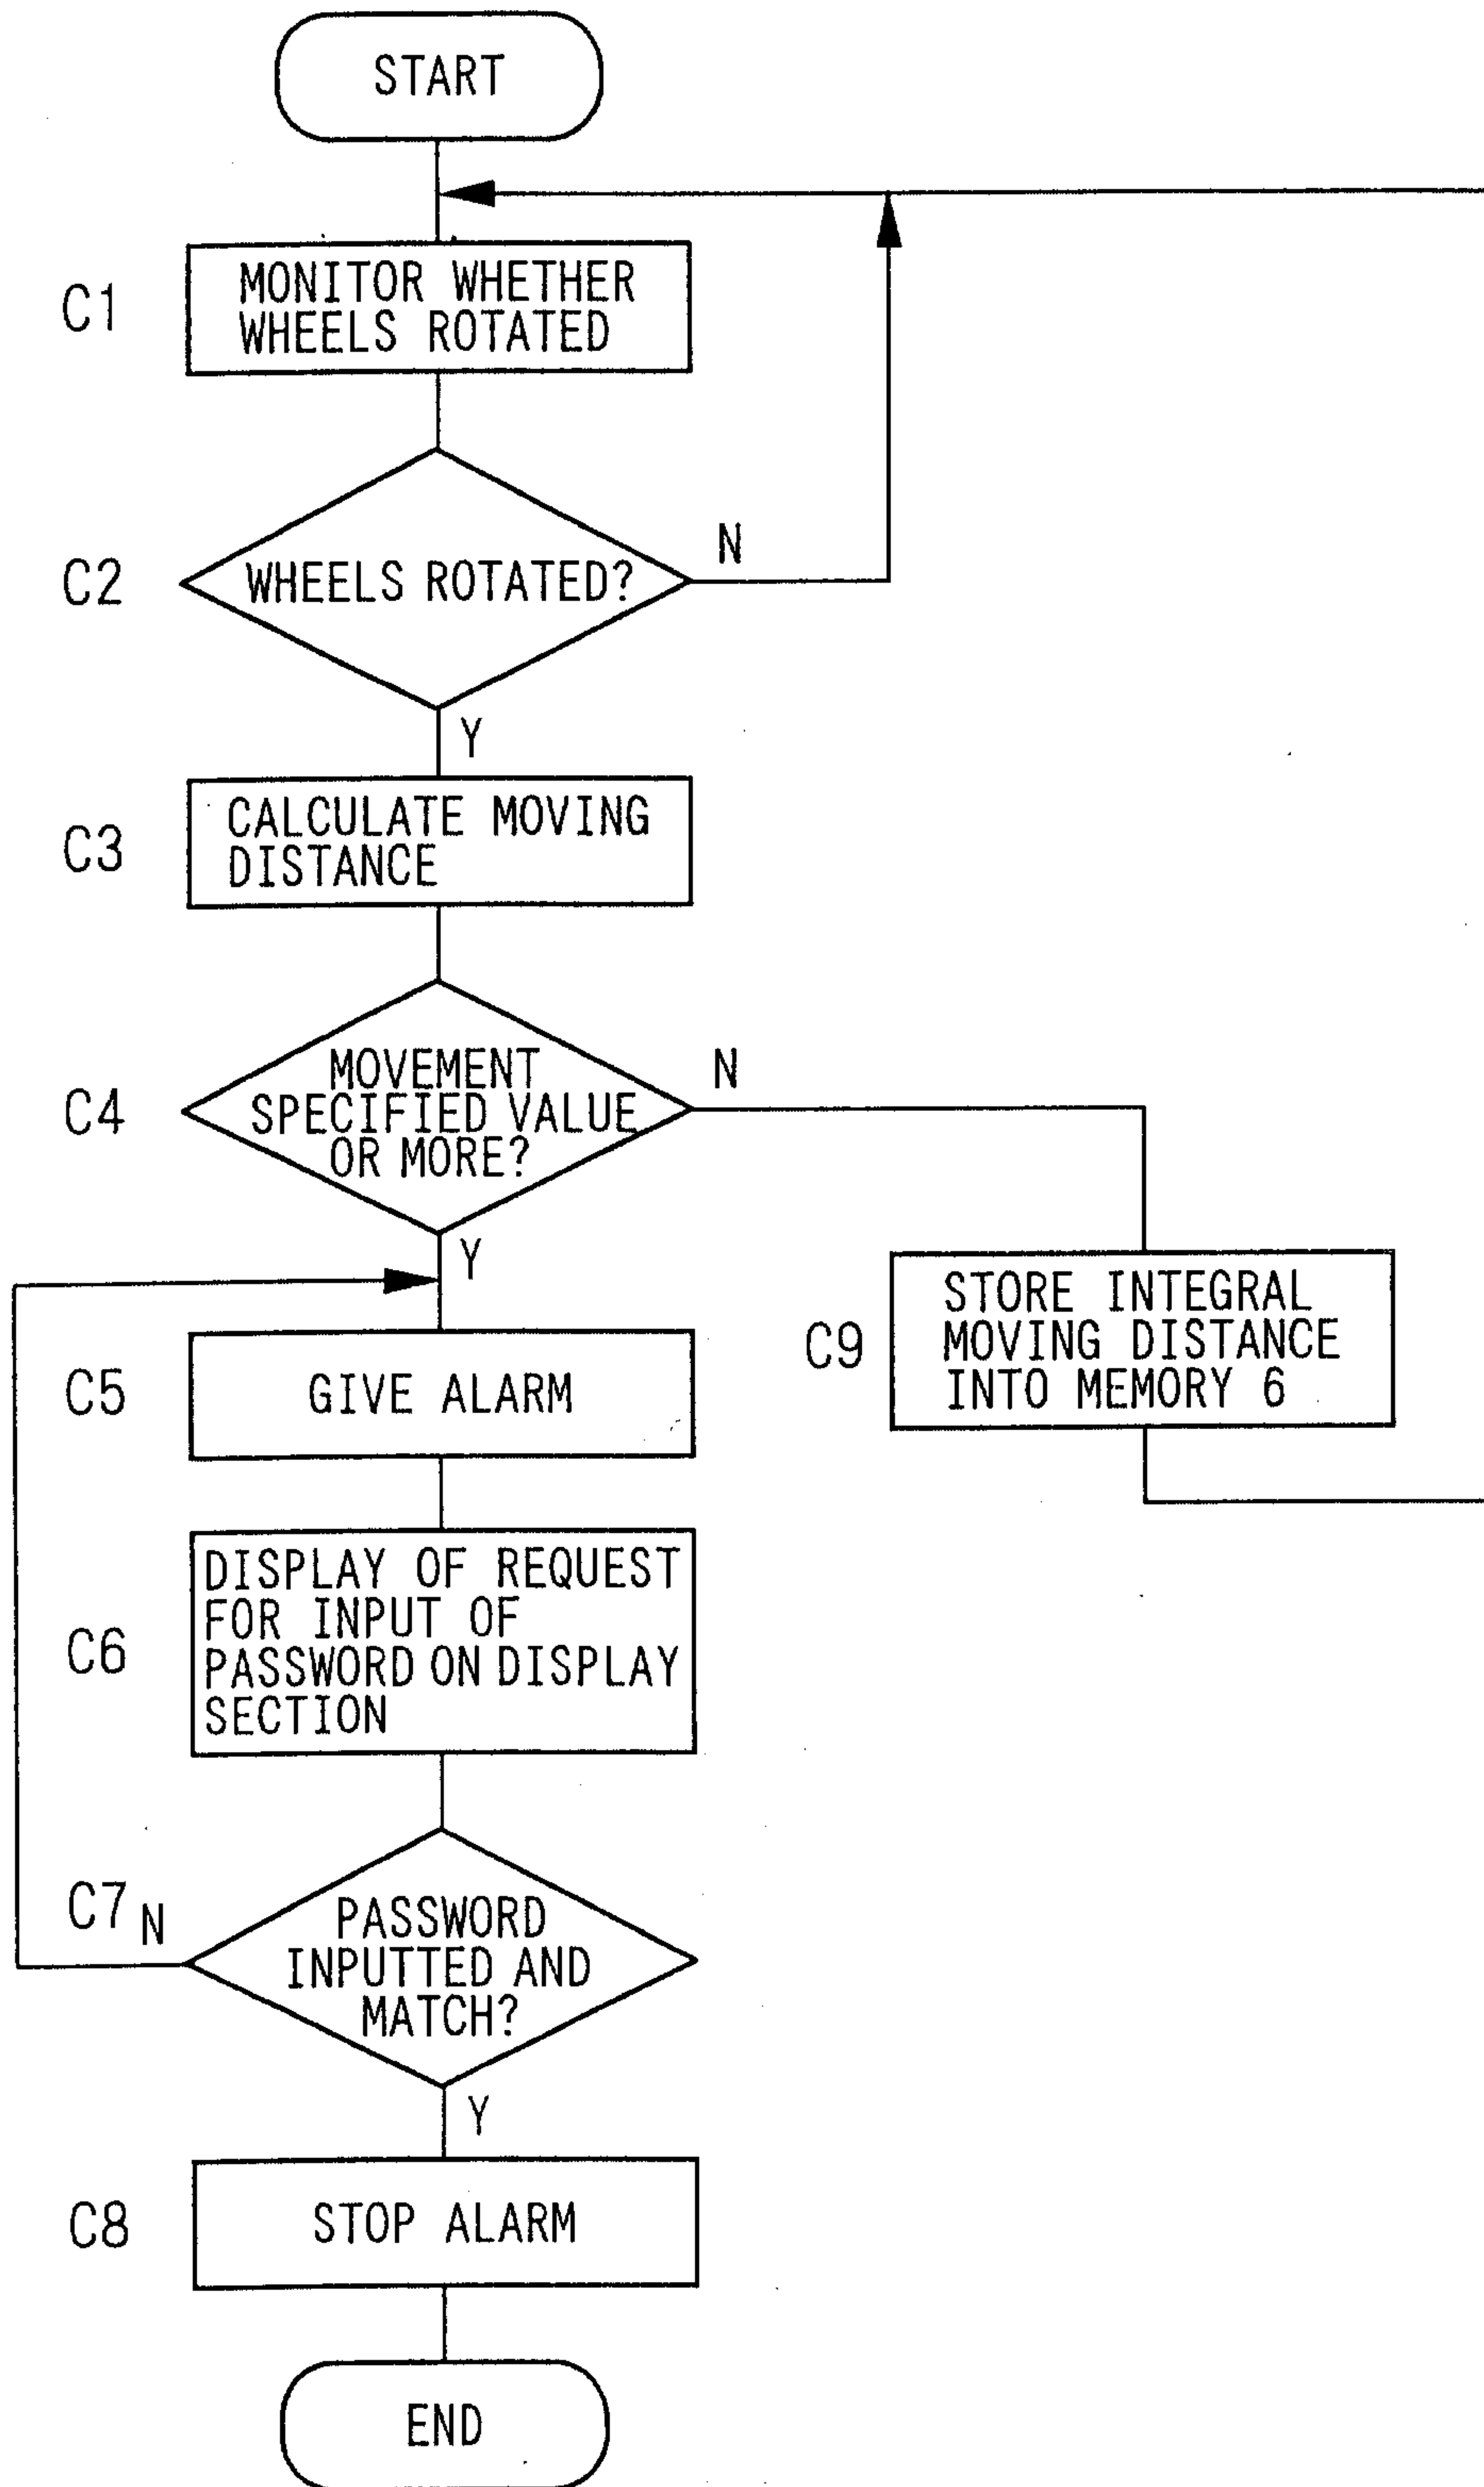 START
C1
MONITOR WHETHER
WHEELS ROTATED
C2
WHEELS ROTATED?
N
Y
C3
CALCULATE MOVING
DISTANCE
C4
MOVEMENT
SPECIFIED VALUE
OR MORE?
N
Y
C9
STORE INTEGRAL
MOVING DISTANCE
INTO MEMORY 6
C5
GIVE ALARM
C6
DISPLAY OF REQUEST
FOR INPUT OF
PASSWORD ON DISPLAY
SECTION
C7
N
PASSWORD
INPUTTED AND
MATCH?
Y
C8
STOP ALARM
END